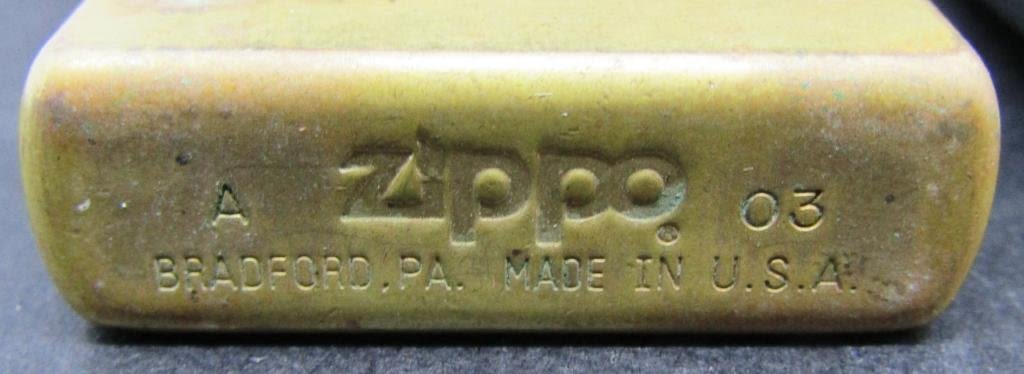 A Zippo® 03
BRADFORD, PA. MADE IN U.S.A.